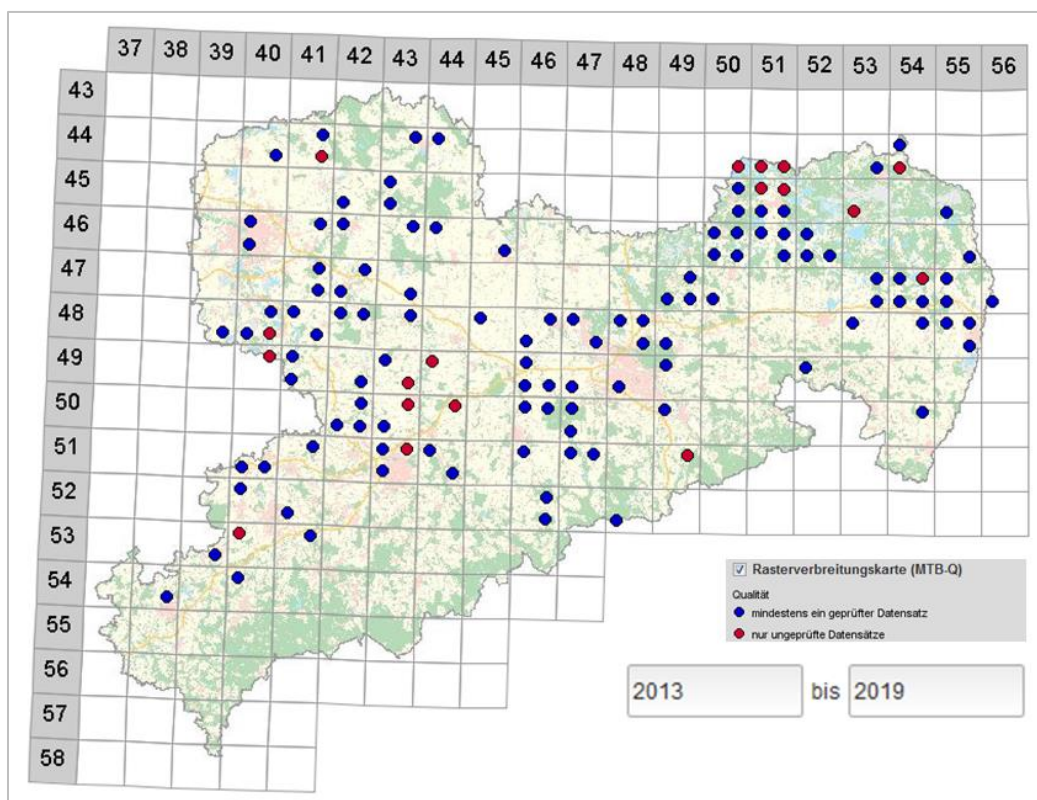 37 38 39 40 41 42 43 44 45 46 47 48 49 50 51 52 53 54 55 56
43
44
45
46
47
48
49
50
51
52
53
54
55
56
57
58
Rasterverbreitungskarte (MTB-Q)
Qualität
mindestens ein geprüfter Datensatz
nur ungeprüfte Datensätze
2013 bis 2019